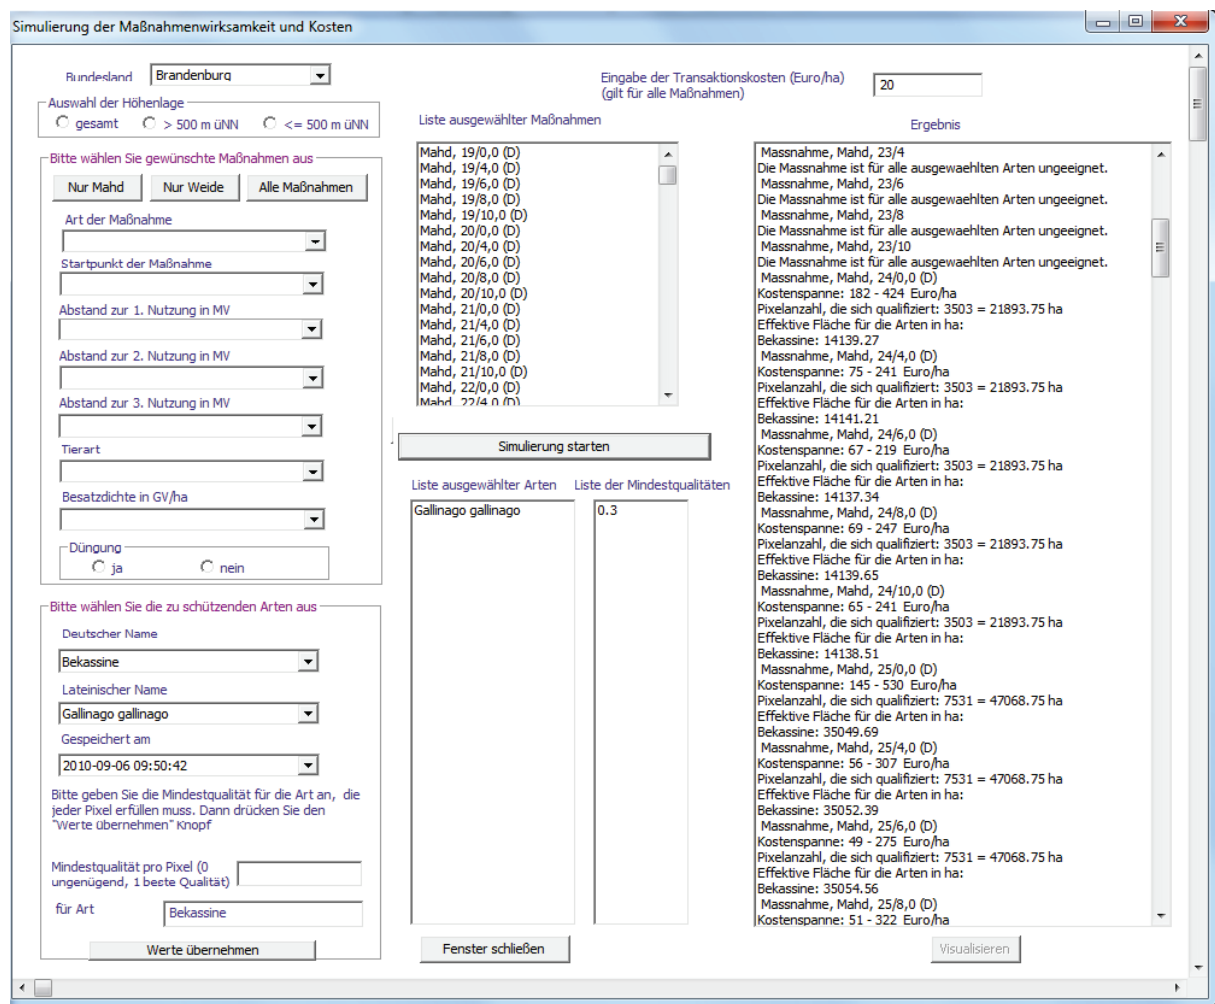 Simulierung der Maßnahmenwirksamkeit und Kosten
Bundesland
Brandenburg
Auswahl der Höhenlage
gesamt
> 500 m üNN
<= 500 m üNN
Bitte wählen Sie gewünschte Maßnahmen aus
Nur Mahd
Nur Weide
Alle Maßnahmen
Art der Maßnahme
Startpunkt der Maßnahme
Abstand zur 1. Nutzung in MV
Abstand zur 2. Nutzung in MV
Abstand zur 3. Nutzung in MV
Tierart
Besatzdichte in GV/ha
Düngung
ja
nein
Bitte wählen Sie die zu schützenden Arten aus
Deutscher Name
Bekassine
Lateinischer Name
Gallinago gallinago
Gespeichert am
2010-09-06 09:50:42
Bitte geben Sie die Mindestqualität für die Art an, die
jeder Pixel erfüllen muss. Dann drücken Sie den
"Werte übernehmen" Knopf
Mindestqualität pro Pixel (0
ungenügend, 1 beste Qualität)
für Art
Bekassine
Werte übernehmen
Eingabe der Transaktionskosten (Euro/ha)
(gilt für alle Maßnahmen)
20
Liste ausgewählter Maßnahmen
Mahd, 19/0,0 (D)
Mahd, 19/4,0 (D)
Mahd, 19/6,0 (D)
Mahd, 19/8,0 (D)
Mahd, 19/10,0 (D)
Mahd, 20/0,0 (D)
Mahd, 20/4,0 (D)
Mahd, 20/6,0 (D)
Mahd, 20/8,0 (D)
Mahd, 20/10,0 (D)
Mahd, 21/0,0 (D)
Mahd, 21/4,0 (D)
Mahd, 21/6,0 (D)
Mahd, 21/8,0 (D)
Mahd, 21/10,0 (D)
Mahd, 22/0,0 (D)
Mahd, 22/4,0 (D)
Simulierung starten
Liste ausgewählter Arten
Gallinago gallinago
Liste der Mindestqualitäten
0.3
Fenster schließen
Ergebnis
Massnahme, Mahd, 23/4
Die Massnahme ist für alle ausgewaehlten Arten ungeeignet.
Massnahme, Mahd, 23/6
Die Massnahme ist für alle ausgewaehlten Arten ungeeignet.
Massnahme, Mahd, 23/8
Die Massnahme ist für alle ausgewaehlten Arten ungeeignet.
Massnahme, Mahd, 23/10
Die Massnahme ist für alle ausgewaehlten Arten ungeeignet.
Massnahme, Mahd, 24/0,0 (D)
Kostenspanne: 182 - 424 Euro/ha
Pixelanzahl, die sich qualifiziert: 3503 = 21893.75 ha
Effektive Fläche für die Arten in ha:
Bekassine: 14139.27
Massnahme, Mahd, 24/4,0 (D)
Kostenspanne: 75 - 241 Euro/ha
Pixelanzahl, die sich qualifiziert: 3503 = 21893.75 ha
Effektive Fläche für die Arten in ha:
Bekassine: 14141.21
Massnahme, Mahd, 24/6,0 (D)
Kostenspanne: 67 - 219 Euro/ha
Pixelanzahl, die sich qualifiziert: 3503 = 21893.75 ha
Effektive Fläche für die Arten in ha:
Bekassine: 14137.34
Massnahme, Mahd, 24/8,0 (D)
Kostenspanne: 69 - 247 Euro/ha
Pixelanzahl, die sich qualifiziert: 3503 = 21893.75 ha
Effektive Fläche für die Arten in ha:
Bekassine: 14139.65
Massnahme, Mahd, 24/10,0 (D)
Kostenspanne: 65 - 241 Euro/ha
Pixelanzahl, die sich qualifiziert: 3503 = 21893.75 ha
Effektive Fläche für die Arten in ha:
Bekassine: 14138.51
Massnahme, Mahd, 25/0,0 (D)
Kostenspanne: 145 - 530 Euro/ha
Pixelanzahl, die sich qualifiziert: 7531 = 47068.75 ha
Effektive Fläche für die Arten in ha:
Bekassine: 35049.69
Massnahme, Mahd, 25/4,0 (D)
Kostenspanne: 56 - 307 Euro/ha
Pixelanzahl, die sich qualifiziert: 7531 = 47068.75 ha
Effektive Fläche für die Arten in ha:
Bekassine: 35052.39
Massnahme, Mahd, 25/6,0 (D)
Kostenspanne: 49 - 275 Euro/ha
Pixelanzahl, die sich qualifiziert: 7531 = 47068.75 ha
Effektive Fläche für die Arten in ha:
Bekassine: 35054.56
Massnahme, Mahd, 25/8,0 (D)
Kostenspanne: 51 - 322 Euro/ha
Visualisieren